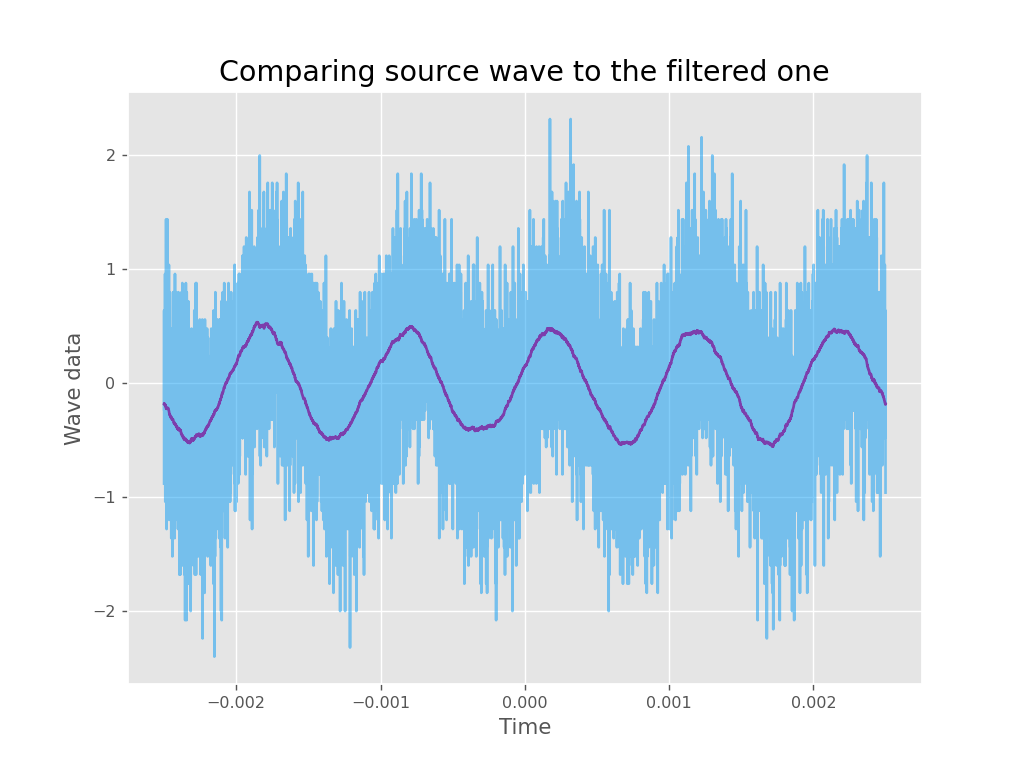 Comparing source wave to the filtered one
2
1
0
−1
−2
Wave data
−0.002 −0.001 0.000 0.001 0.002
Time